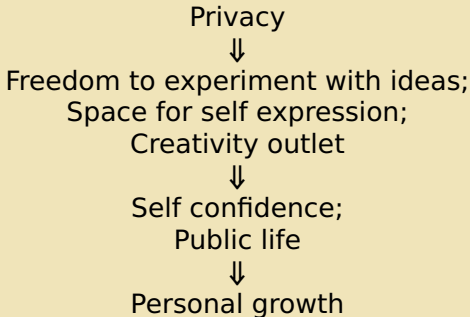 Privacy
⇓
Freedom to experiment with ideas;
Space for self expression;
Creativity outlet
⇓
Self confidence;
Public life
⇓
Personal growth